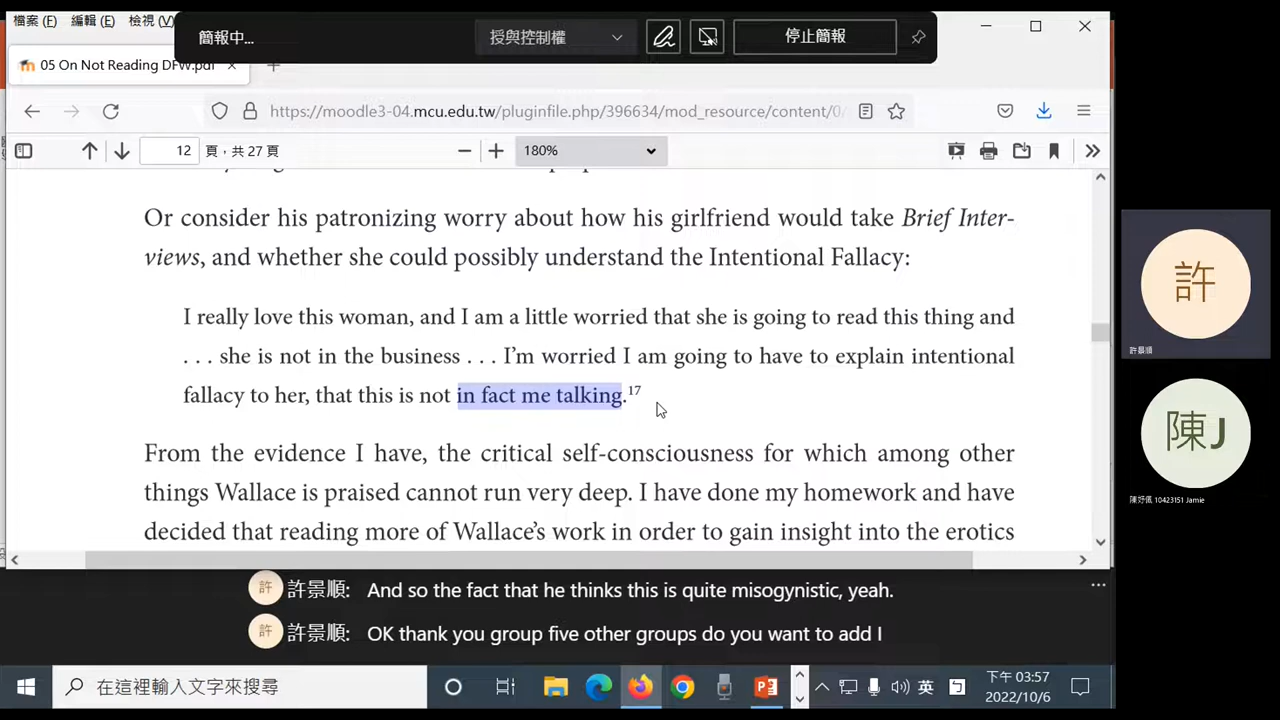 檔案 (F) 編輯 (E) 檢視 (V)
簡報中...
授與控制權
停止簡報
05 On Not Reading DFW.pdf
https://moodle3-04.mcu.edu.tw/pluginfile.php/396634/mod_resource/content/0/
12 頁，共 27 頁
180%
Or consider his patronizing worry about how his girlfriend would take Brief Inter-
views, and whether she could possibly understand the Intentional Fallacy:
I really love this woman, and I am a little worried that she is going to read this thing and
. . . she is not in the business . . . I’m worried I am going to have to explain intentional
fallacy to her, that this is not in fact me talking.17
From the evidence I have, the critical self-consciousness for which among other
things Wallace is praised cannot run very deep. I have done my homework and have
decided that reading more of Wallace’s work in order to gain insight into the erotics
許
許景順
陳J
陳妤儒 10423151 Jamie
許 許景順: And so the fact that he thinks this is quite misogynistic, yeah.
許 許景順: OK thank you group five other groups do you want to add I
在這裡輸入文字來搜尋
英
下午 03:57
2022/10/6